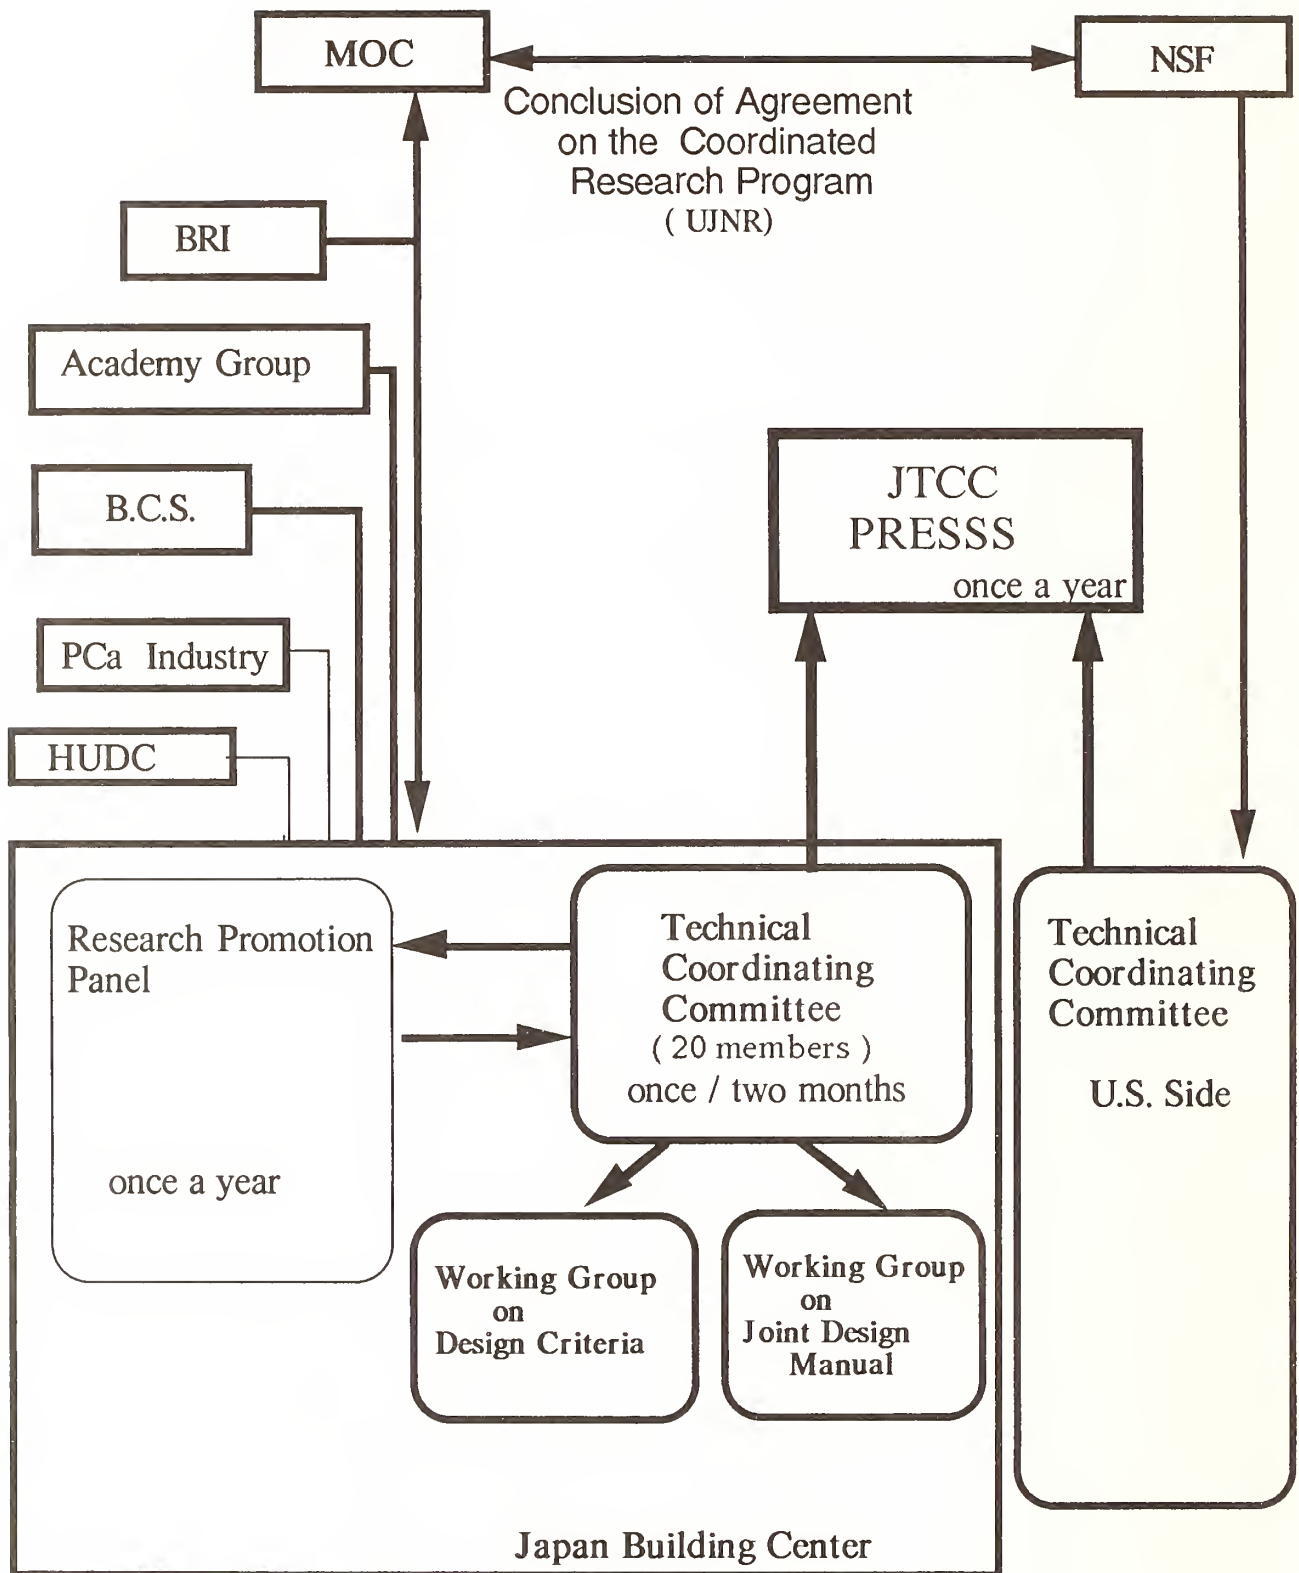 MOC
NSF
Conclusion of Agreement
on the Coordinated
Research Program
( UJNR)
BRI
Academy Group
B.C.S.
PCa Industry
HUDC
JTCC
PRESSS
once a year
Research Promotion
Panel
once a year
Technical
Coordinating
Committee
( 20 members )
once / two months
Technical
Coordinating
Committee
U.S. Side
Working Group
on
Design Criteria
Working Group
on
Joint Design
Manual
Japan Building Center